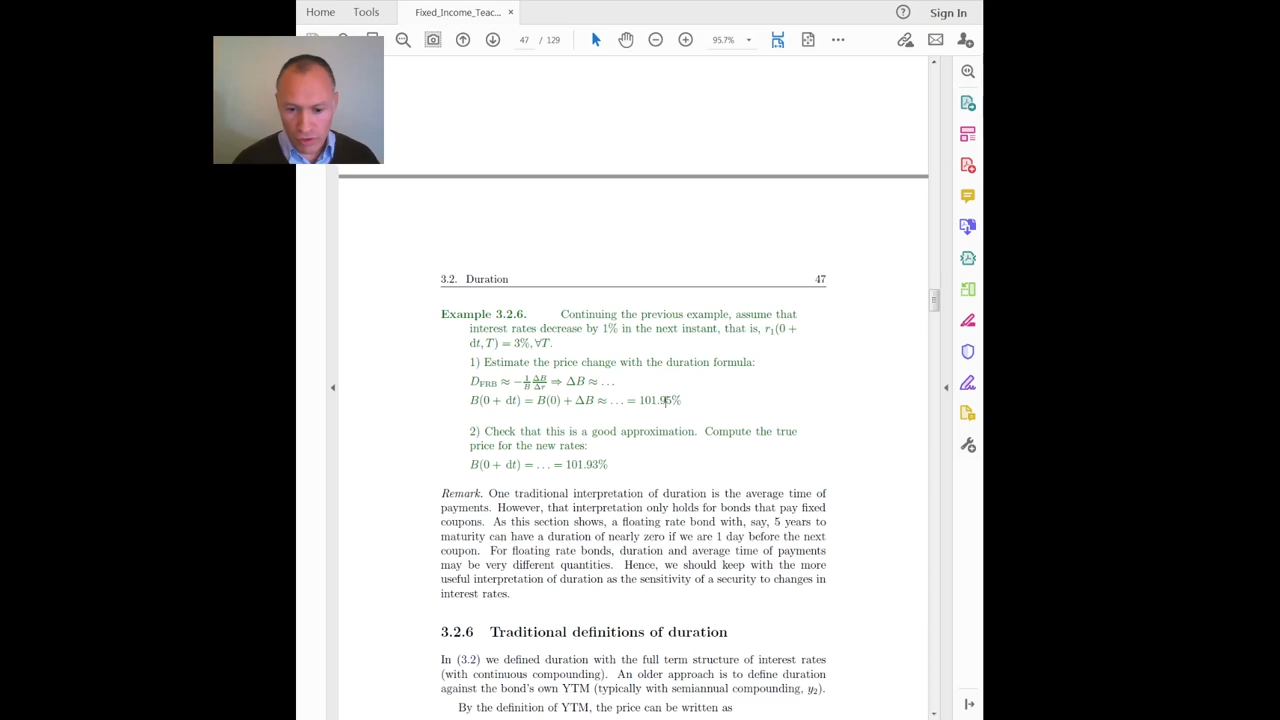 Home Tools Fixed_Income_Teac... × ? Sign In
47 / 129 95.7%
3.2. Duration 47
Example 3.2.6. Continuing the previous example, assume that
interest rates decrease by 1% in the next instant, that is, r₁(0 +
dt, T) = 3%, ∀T.
1) Estimate the price change with the duration formula:
D_FRB ≈ −(1/B)(ΔB/Δr) ⇒ ΔB ≈ …
B(0 + dt) = B(0) + ΔB ≈ … = 101.95%
2) Check that this is a good approximation. Compute the true
price for the new rates:
B(0 + dt) = … = 101.93%
Remark. One traditional interpretation of duration is the average time of
payments. However, that interpretation only holds for bonds that pay fixed
coupons. As this section shows, a floating rate bond with, say, 5 years to
maturity can have a duration of nearly zero if we are 1 day before the next
coupon. For floating rate bonds, duration and average time of payments
may be very different quantities. Hence, we should keep with the more
useful interpretation of duration as the sensitivity of a security to changes in
interest rates.
3.2.6 Traditional definitions of duration
In (3.2) we defined duration with the full term structure of interest rates
(with continuous compounding). An older approach is to define duration
against the bond's own YTM (typically with semiannual compounding, y₂).
By the definition of YTM, the price can be written as